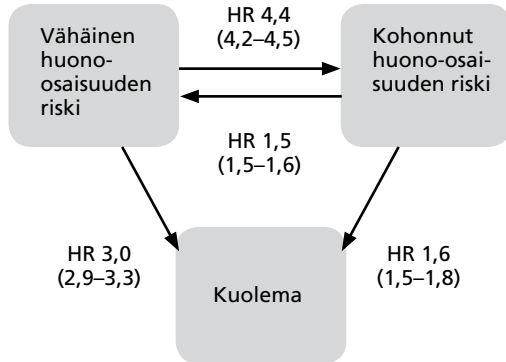 Vähäinen
huono-
osaisuuden
riski
HR 4,4
(4,2–4,5)
Kohonnut
huono-osai-
suuden riski
HR 1,5
(1,5–1,6)
HR 3,0
(2,9–3,3)
Kuolema
HR 1,6
(1,5–1,8)